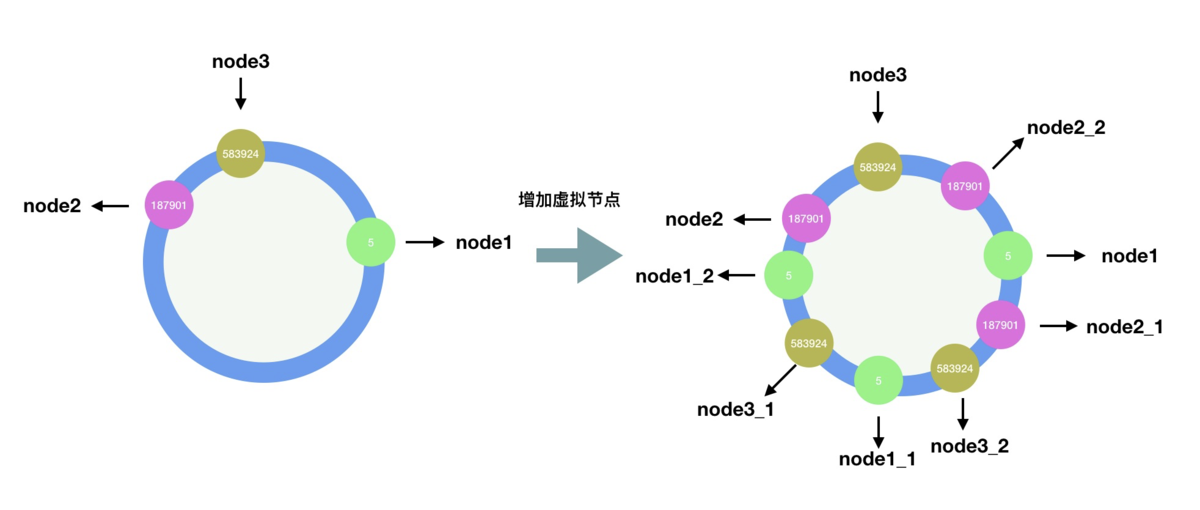 node3
583924
187901
node2
5
node1
增加虚拟节点
node3
583924
node2_2
187901
node2
187901
5
node1
node1_2
5
187901
node2_1
583924
583924
5
node3_1
node3_2
node1_1